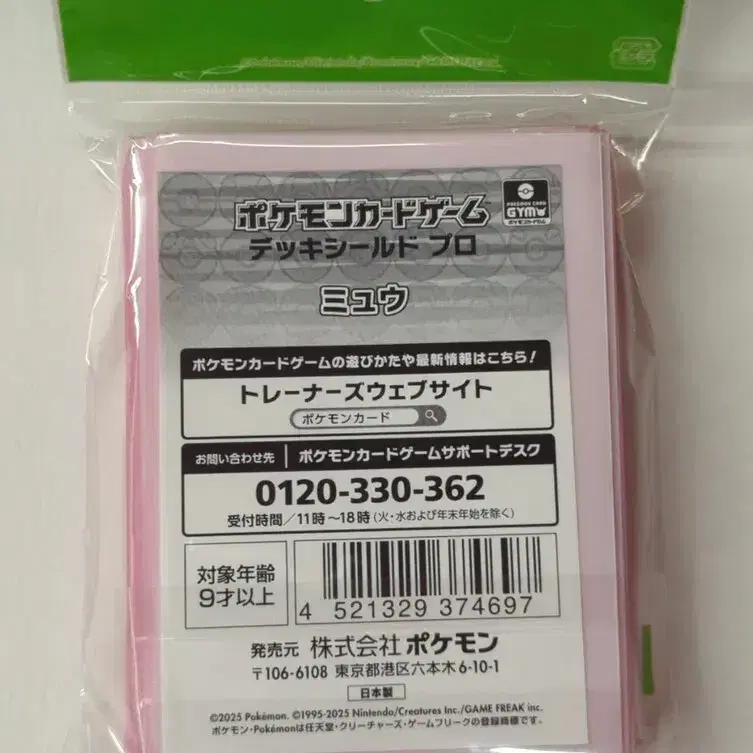 POKÉMON CARD
GYM
ポケモンカードジム
ポケモンカードゲーム
デッキシールド プロ
ミュウ
ポケモンカードゲームの遊びかたや最新情報はこちら!
トレーナーズウェブサイト
ポケモンカード
お問い合わせ先 ポケモンカードゲームサポートデスク
0120-330-362
受付時間/11時~18時(火・水および年末年始を除く)
対象年齢
9才以上
4 521329 374697
発売元 株式会社 ポケモン
〒106-6108 東京都港区六本木6-10-1
日本製
©2025 Pokémon. ©1995-2025 Nintendo/Creatures Inc./GAME FREAK inc.
ポケモン・Pokémonは任天堂・クリーチャーズ・ゲームフリークの登録商標です。